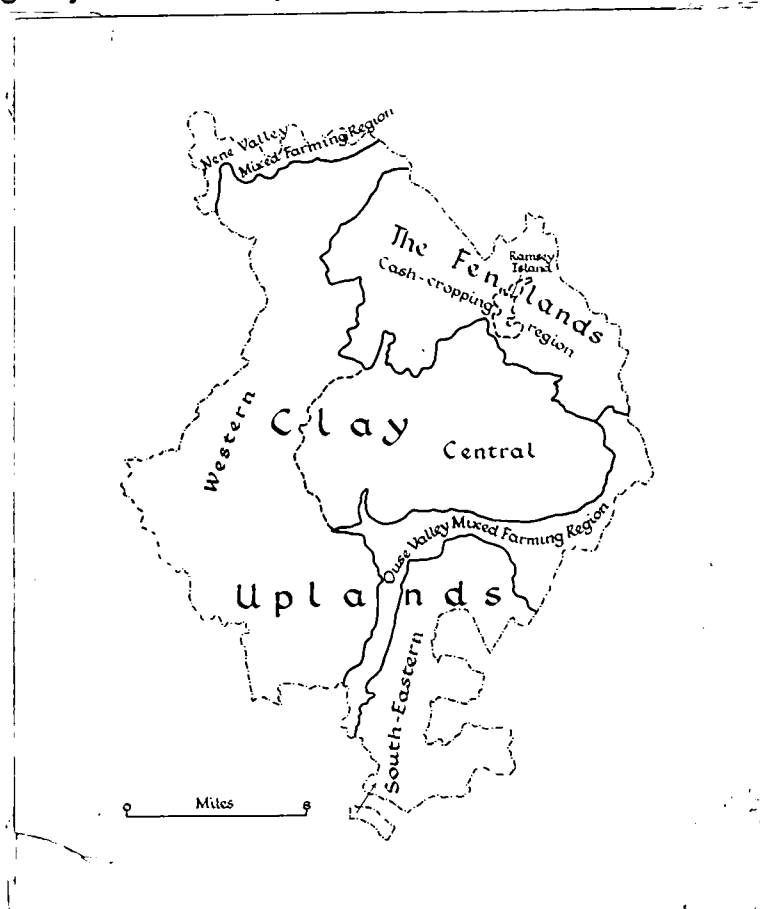 Nene Valley
Mixed Farming Region
The Fenlands
Cash-cropping region
Ramsey
Island
Western
Clay
Central
Ouse Valley Mixed Farming Region
Uplands
South-Eastern
0 Miles 8